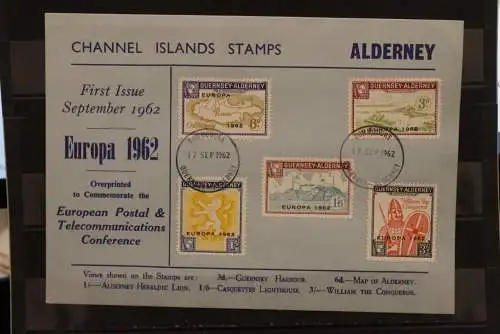 CHANNEL ISLANDS STAMPS ALDERNEY
First Issue
September 1962
Europa 1962
Overprinted
to Commemorate the
European Postal &
Telecommunications
Conference
GUERNSEY-ALDERNEY
EUROPA
1962 6d
GUERNSEY-ALDERNEY
3d
EUROPA 1962
17 SEP 1962
17 SEP 1962
GUERNSEY-ALDERNEY
EUROPA 1962 1/6
GUERNSEY-ALDERNEY
EUROPA 1962
GUERNSEY-ALDERNEY
EUROPA 1962
Views shown on the Stamps are: 3d.—Guernsey Harbour. 6d.—Map of Alderney.
1/—Alderney Heraldic Lion. 1/6—Casquettes Lighthouse. 3/—William the Conqueror.